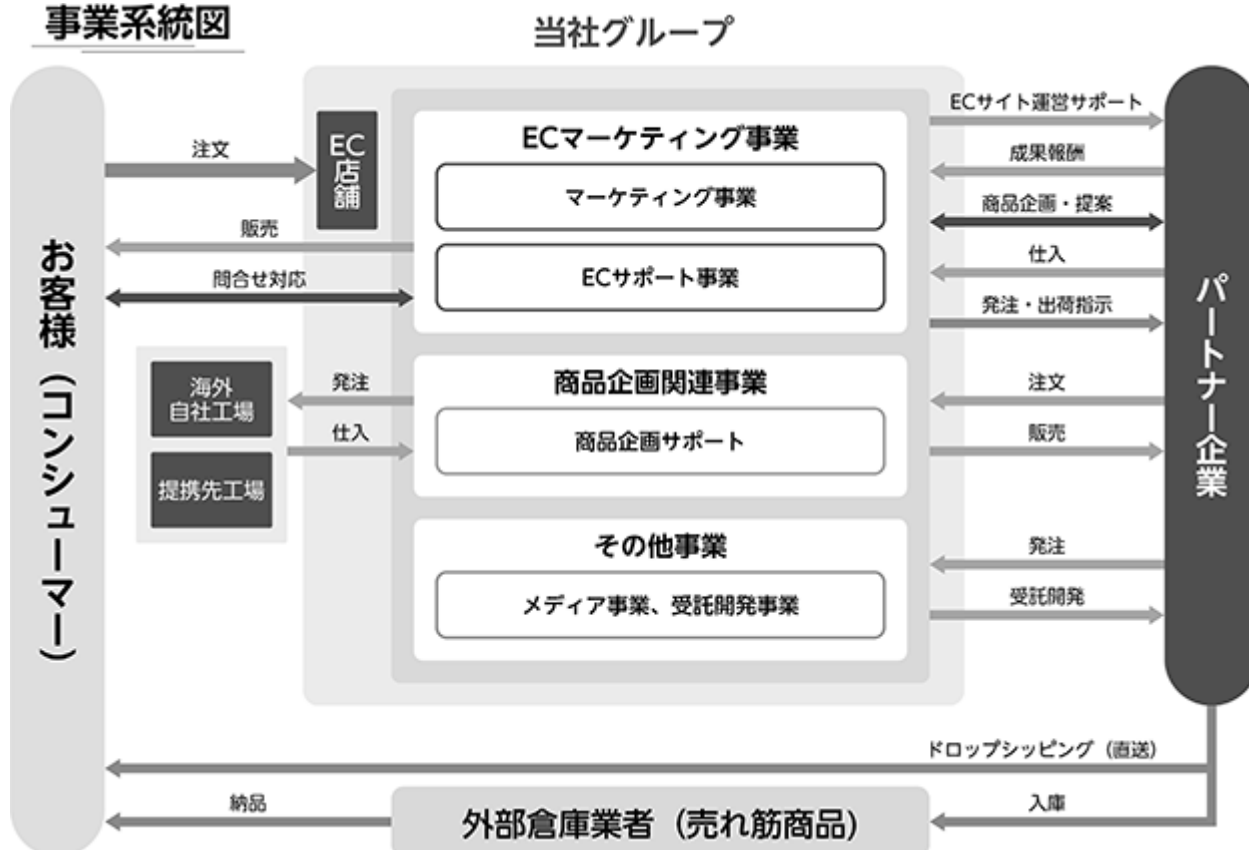 事業系統図
当社グループ
お客様（コンシューマー）
注文
EC
店
舗
販売
問合せ対応
海外
自社工場
提携先工場
発注
仕入
ECマーケティング事業
マーケティング事業
ECサポート事業
商品企画関連事業
商品企画サポート
その他事業
メディア事業、受託開発事業
ECサイト運営サポート
成果報酬
商品企画・提案
仕入
発注・出荷指示
注文
販売
発注
受託開発
パートナー企業
ドロップシッピング（直送）
納品
外部倉庫業者（売れ筋商品)
入庫